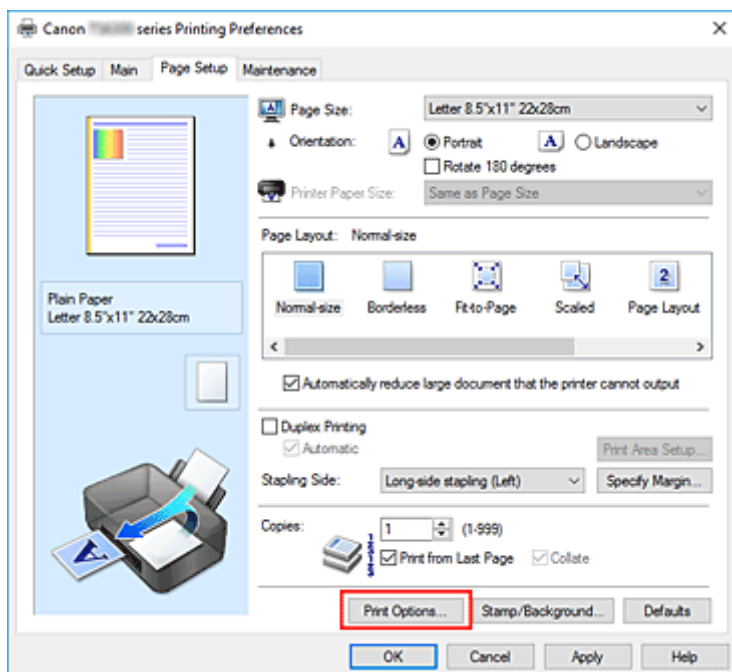 Canon series Printing Preferences
Quick Setup Main Page Setup Maintenance
Page Size: Letter 8.5"x11" 22x28cm
Orientation: A Portrait A Landscape
Rotate 180 degrees
Printer Paper Size: Same as Page Size
Page Layout: Normal-size
2
Normal-size Borderless Fit-to-Page Scaled Page Layout
Automatically reduce large document that the printer cannot output
Plain Paper
Letter 8.5"x11" 22x28cm
Duplex Printing
Automatic Print Area Setup...
Stapling Side: Long-side stapling (Left) Specify Margin...
Copies: 1 (1-999)
Print from Last Page Collate
A
Print Options... Stamp/Background... Defaults
OK Cancel Apply Help